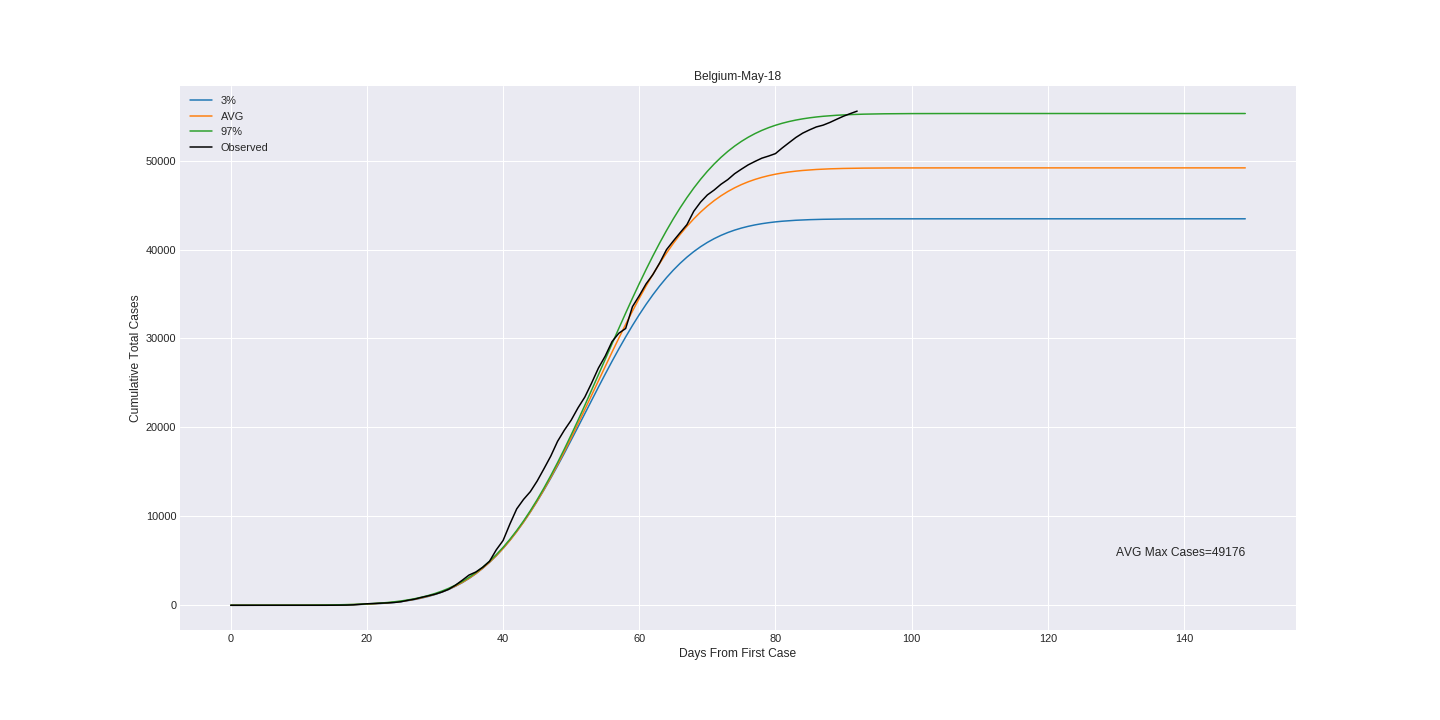 Belgium-May-18
3%
AVG
97%
Observed
50000
40000
30000
20000
10000
0
Cumulative Total Cases
AVG Max Cases=49176
0 20 40 60 80 100 120 140
Days From First Case